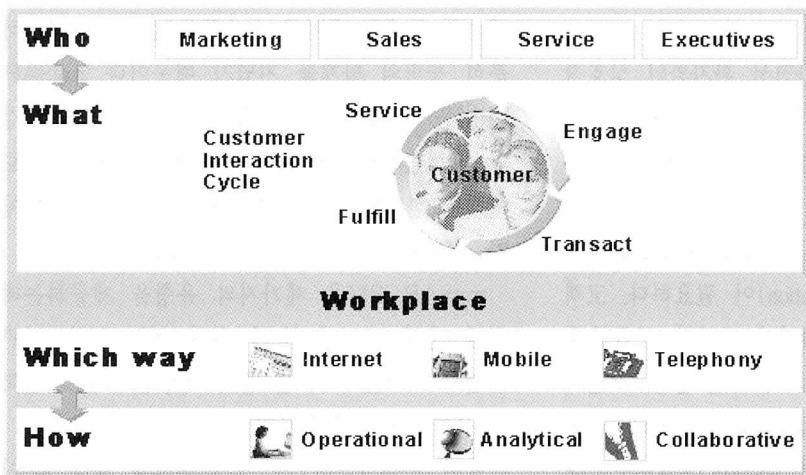 Who
Marketing
Sales
Service
Executives
What
Customer
Interaction
Cycle
Service
Engage
Customer
Fulfill
Transact
Workplace
Which way
Internet
Mobile
Telephony
How
Operational
Analytical
Collaborative